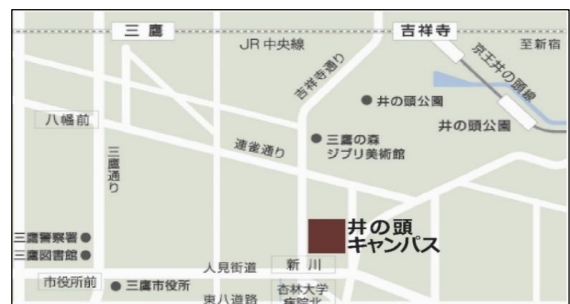 三鷹
JR中央線
吉祥寺
至新宿
京王井の頭線
吉祥寺通り
井の頭公園
井の頭公園
八幡前
三鷹の森
ジブリ美術館
連雀通り
三鷹通り
井の頭
キャンパス
三鷹警察署
三鷹図書館
人見街道
新川
市役所前
三鷹市役所
東八道路
杏林大学
病院北